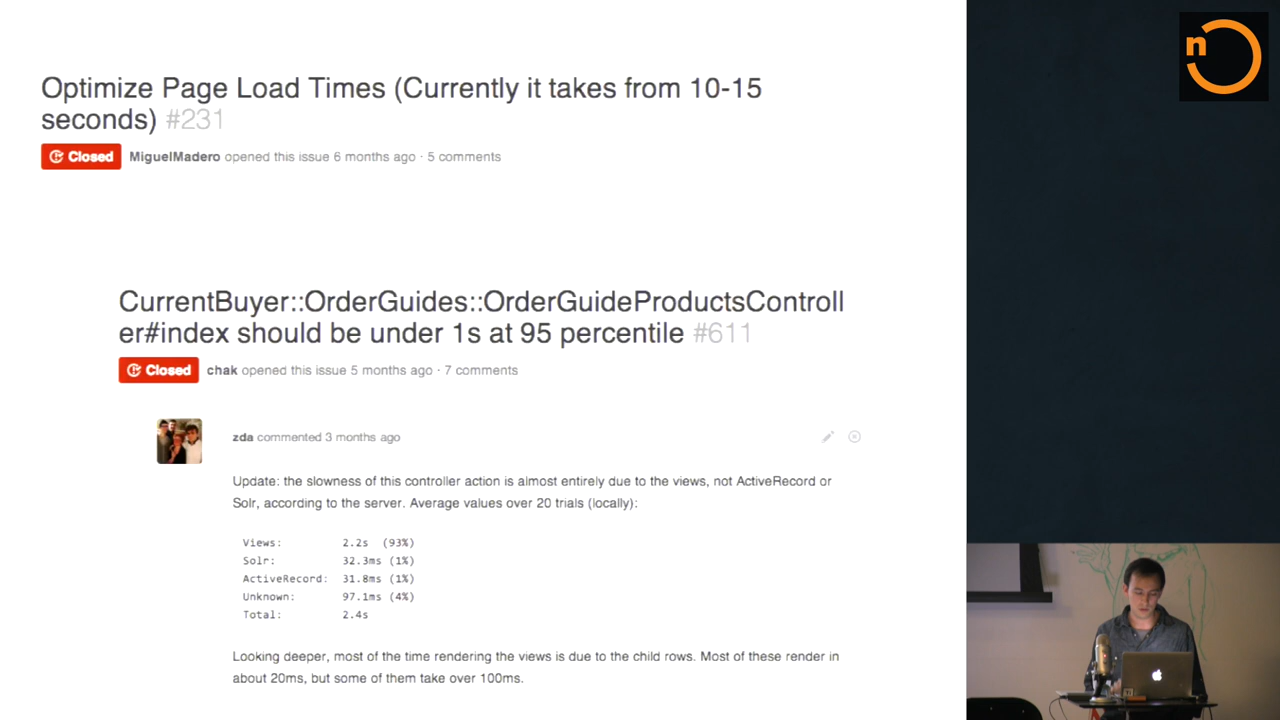 n
Optimize Page Load Times (Currently it takes from 10-15
seconds) #231
Closed MiguelMadero opened this issue 6 months ago · 5 comments
CurrentBuyer::OrderGuides::OrderGuideProductsControll
er#index should be under 1s at 95 percentile #611
Closed chak opened this issue 5 months ago · 7 comments
zda commented 3 months ago
Update: the slowness of this controller action is almost entirely due to the views, not ActiveRecord or
Solr, according to the server. Average values over 20 trials (locally):
Views: 2.2s (93%)
Solr: 32.3ms (1%)
ActiveRecord: 31.8ms (1%)
Unknown: 97.1ms (4%)
Total: 2.4s
Looking deeper, most of the time rendering the views is due to the child rows. Most of these render in
about 20ms, but some of them take over 100ms.